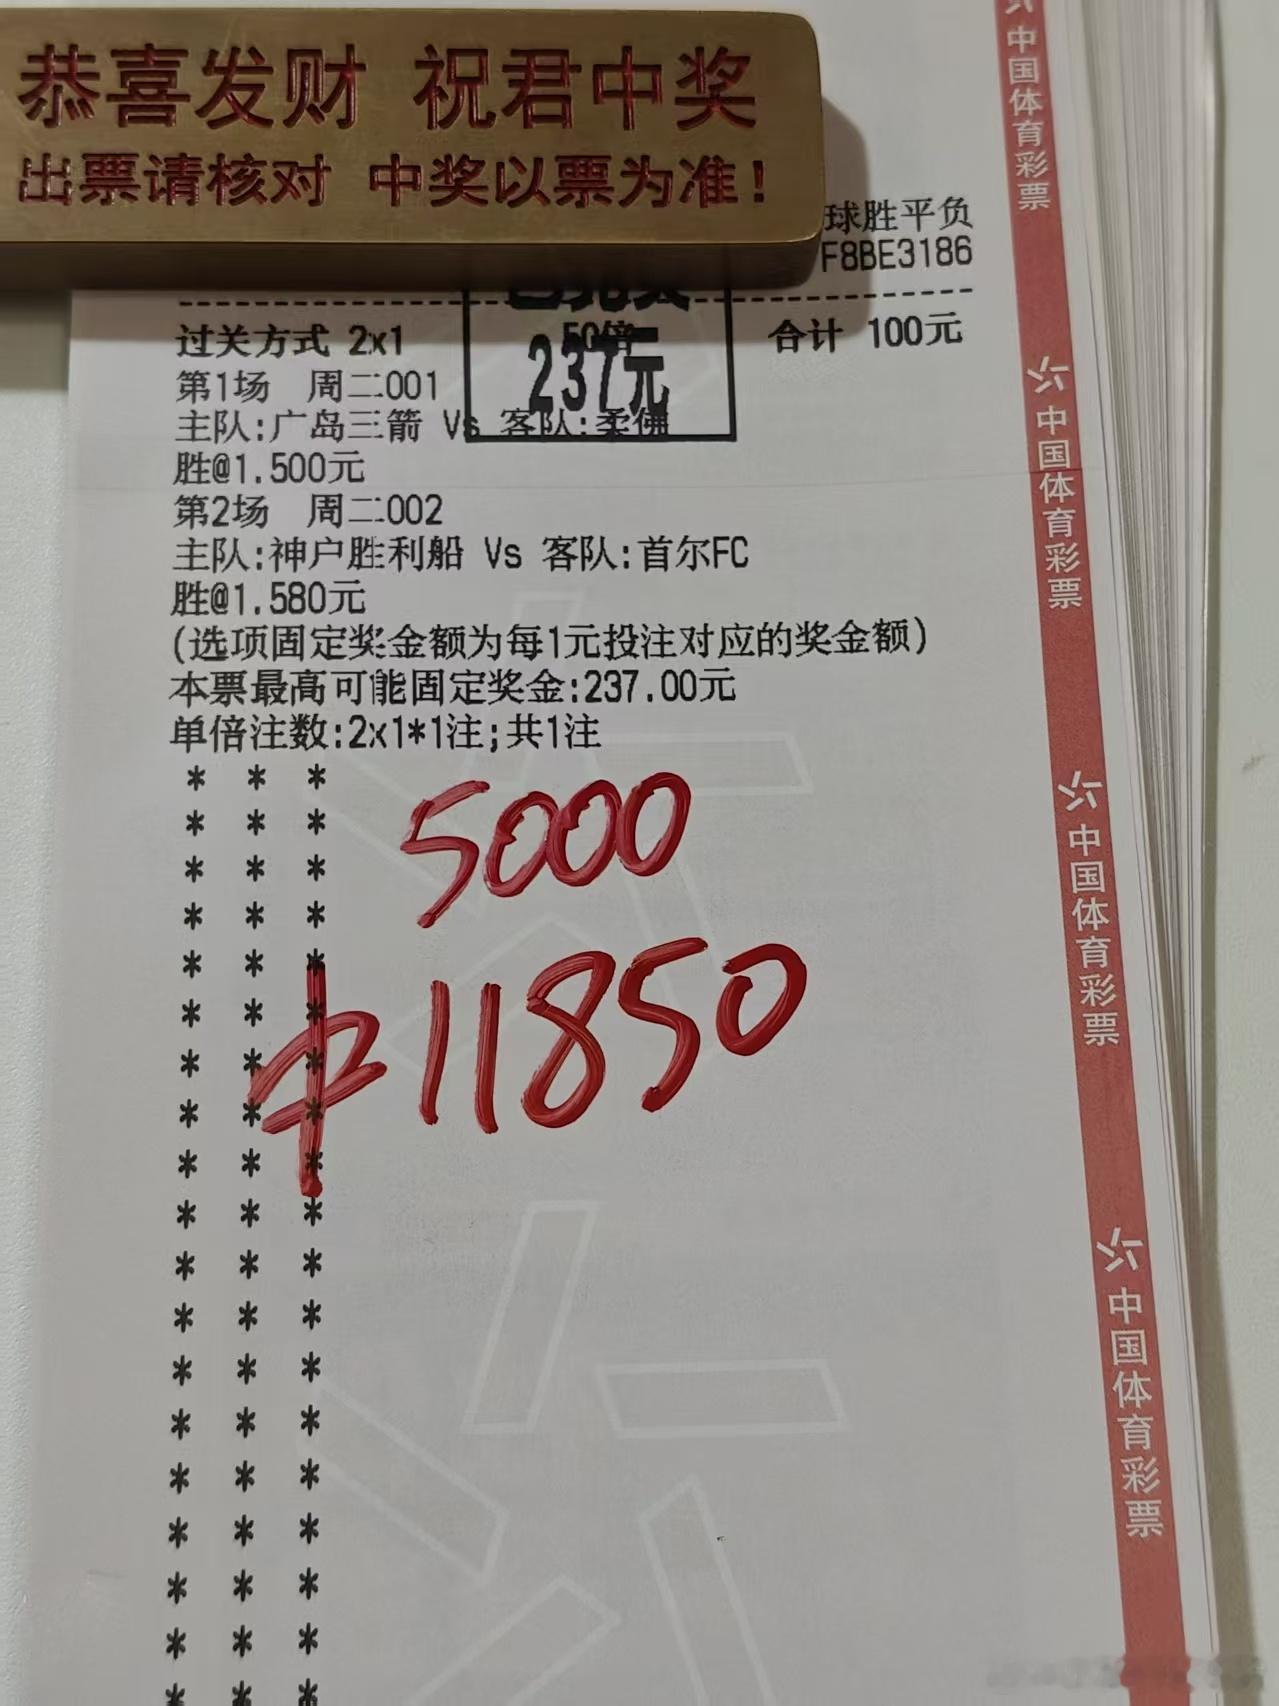 恭喜发财 祝君中奖
出票请核对 中奖以票为准！
球胜平负
F8BE3186
过关方式 2x1 50倍 合计 100元
237元
第1场 周二001
主队:广岛三箭 Vs 客队:柔佛
胜@1.500元
第2场 周二002
主队:神户胜利船 Vs 客队:首尔FC
胜@1.580元
(选项固定奖金额为每1元投注对应的奖金额)
本票最高可能固定奖金:237.00元
单倍注数:2x1*1注;共1注
5000
中11850
中国体育彩票
中国体育彩票
中国体育彩票
中国体育彩票